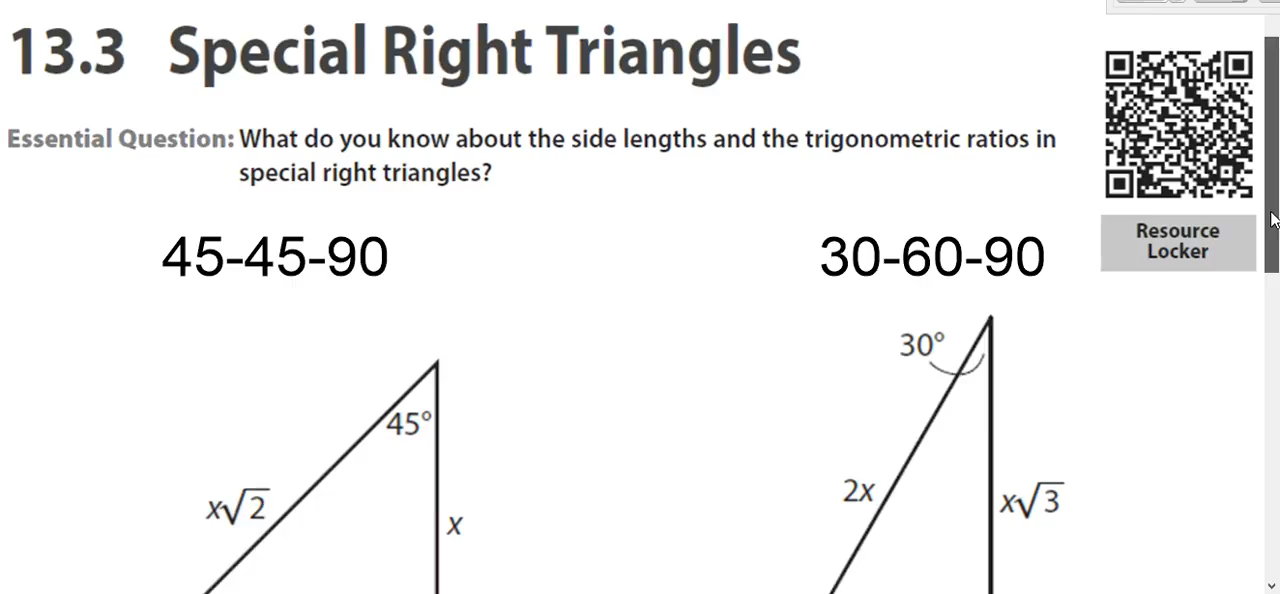 13.3 Special Right Triangles
Essential Question: What do you know about the side lengths and the trigonometric ratios in
special right triangles?
Resource
Locker
45-45-90
30-60-90
30°
45°
2x
x√3
x√2
x